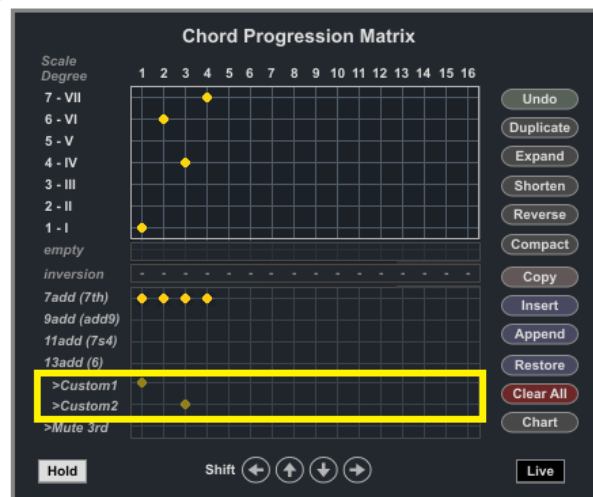 Chord Progression Matrix
Scale
Degree
1 2 3 4 5 6 7 8 9 10 11 12 13 14 15 16
7 - VII
6 - VI
5 - V
4 - IV
3 - III
2 - II
1 - I
empty
inversion - - - - - - - - - - - - - - - -
7add (7th)
9add (add9)
11add (7s4)
13add (6)
>Custom1
>Custom2
>Mute 3rd
Undo
Duplicate
Expand
Shorten
Reverse
Compact
Copy
Insert
Append
Restore
Clear All
Chart
Hold
Shift
Live